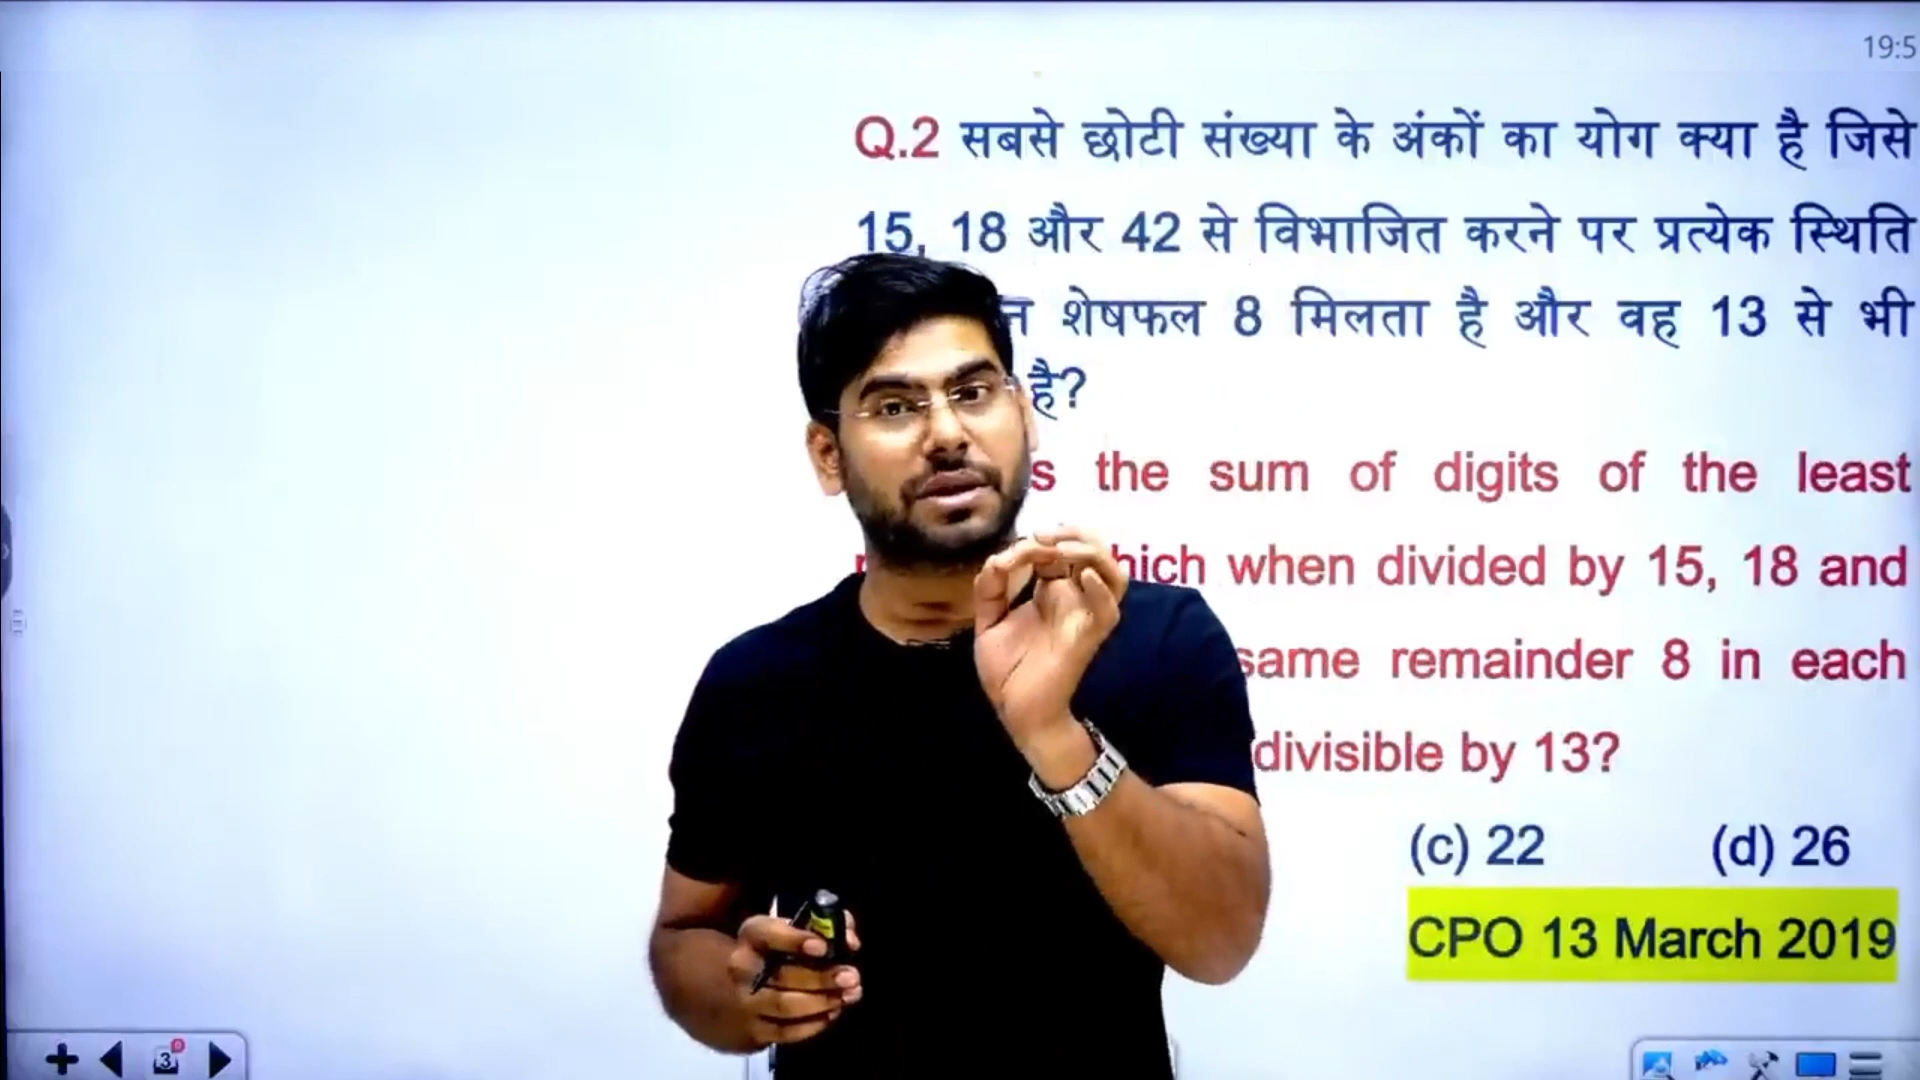 19:5
Q.2 सबसे छोटी संख्या के अंकों का योग क्या है जिसे
15, 18 और 42 से विभाजित करने पर प्रत्येक स्थिति
शेषफल 8 मिलता है और वह 13 से भी
है?
the sum of digits of the least
when divided by 15, 18 and
same remainder 8 in each
divisible by 13?
(c) 22 (d) 26
CPO 13 March 2019
3